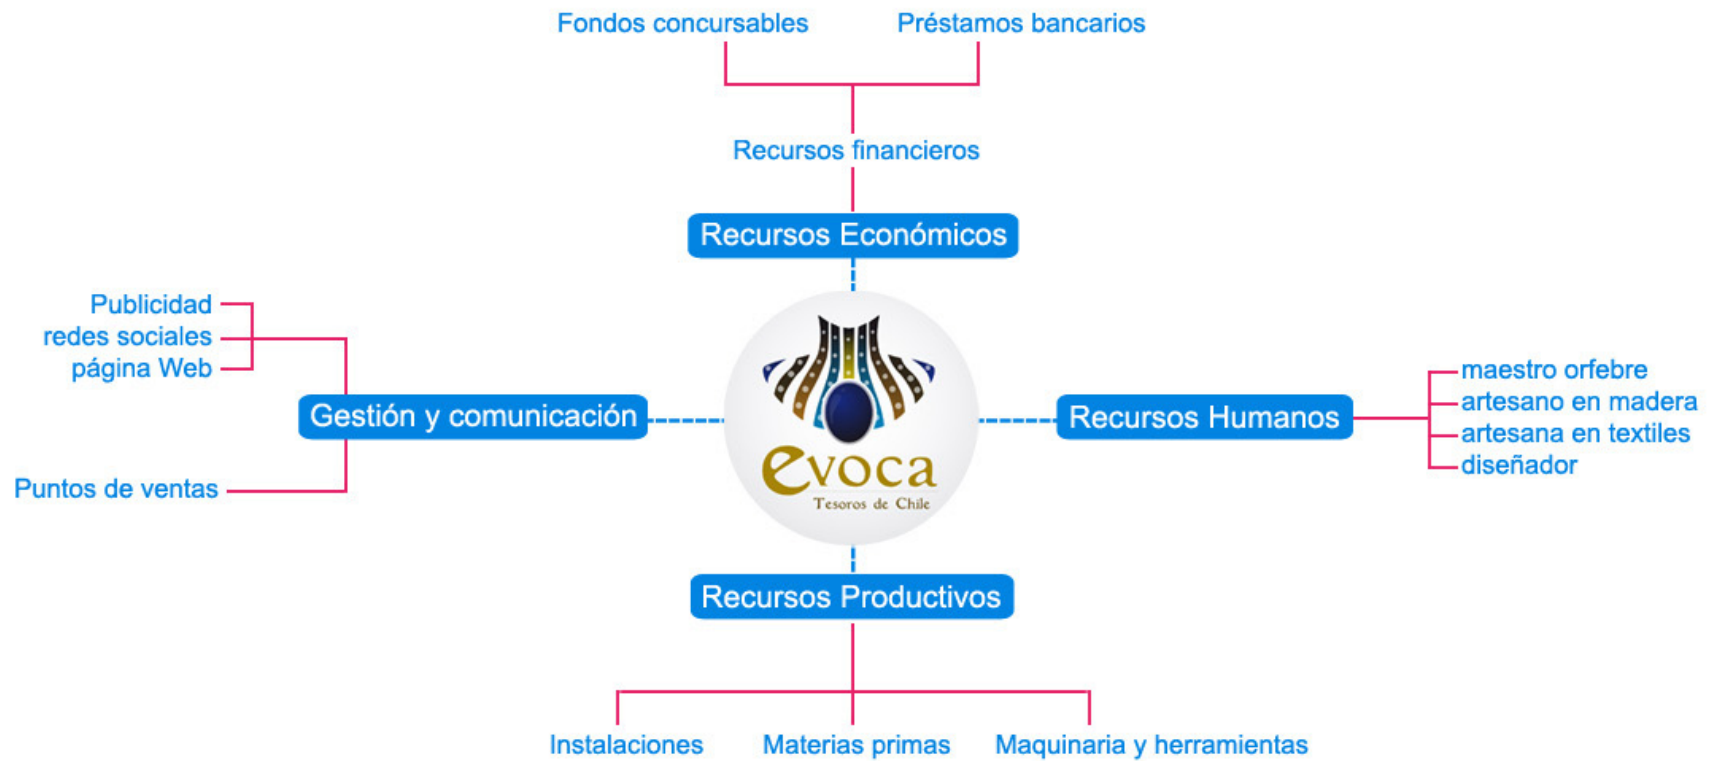 Fondos concursables
Préstamos bancarios
Recursos financieros
Recursos Económicos
Publicidad
redes sociales
página Web
Gestión y comunicación
Puntos de ventas
evoca
Tesoros de Chile
Recursos Humanos
maestro orfebre
artesano en madera
artesana en textiles
diseñador
Recursos Productivos
Instalaciones
Materias primas
Maquinaria y herramientas